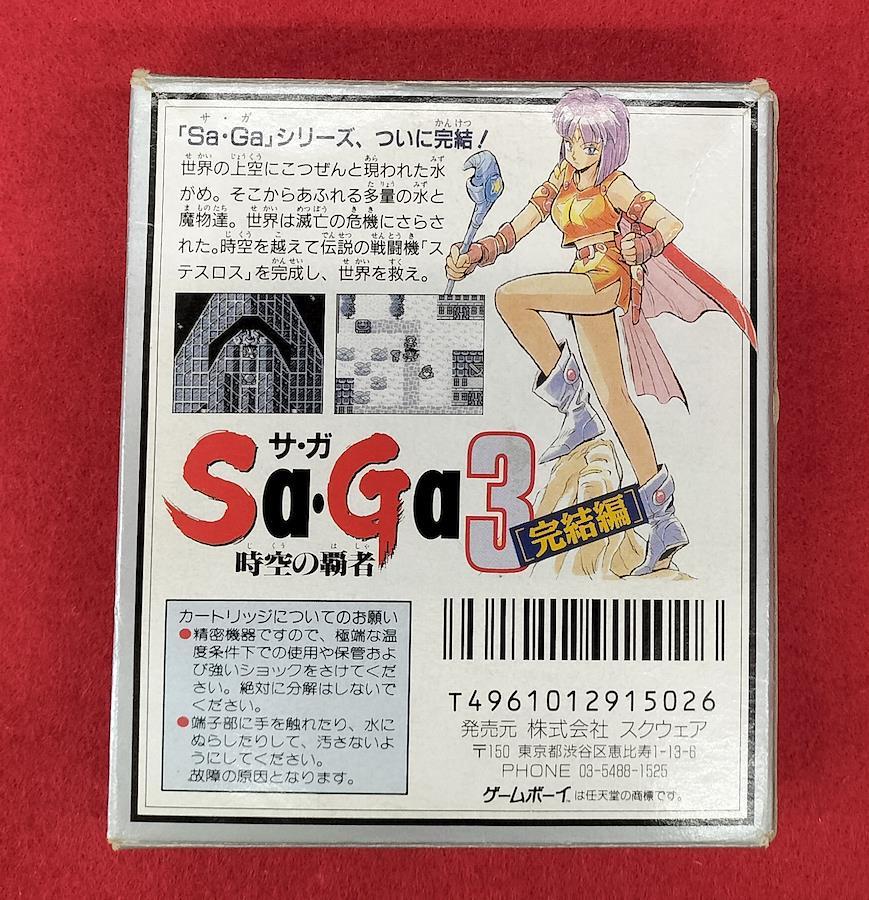 「Sa・Ga」シリーズ、ついに完結！
世界の上空にこつぜんと現われた水
がめ。そこからあふれる多量の水と
魔物達。世界は滅亡の危機にさらさ
れた。時空を越えて伝説の戦闘機「ス
テスロス」を完成し、世界を救え。
サ・ガ
Sa・Ga3
[完結編]
時空の覇者
カートリッジについてのお願い
●精密機器ですので、極端な温
度条件下での使用や保管およ
び強いショックをさけてくだ
さい。絶対に分解はしないで
ください。
●端子部に手を触れたり、水に
ぬらしたりして、汚さないよ
うにしてください。
故障の原因となります。
T4961012915026
発売元 株式会社 スクウェア
〒150 東京都渋谷区恵比寿1-13-6
PHONE 03-5488-1525
ゲームボーイ™は任天堂の商標です。